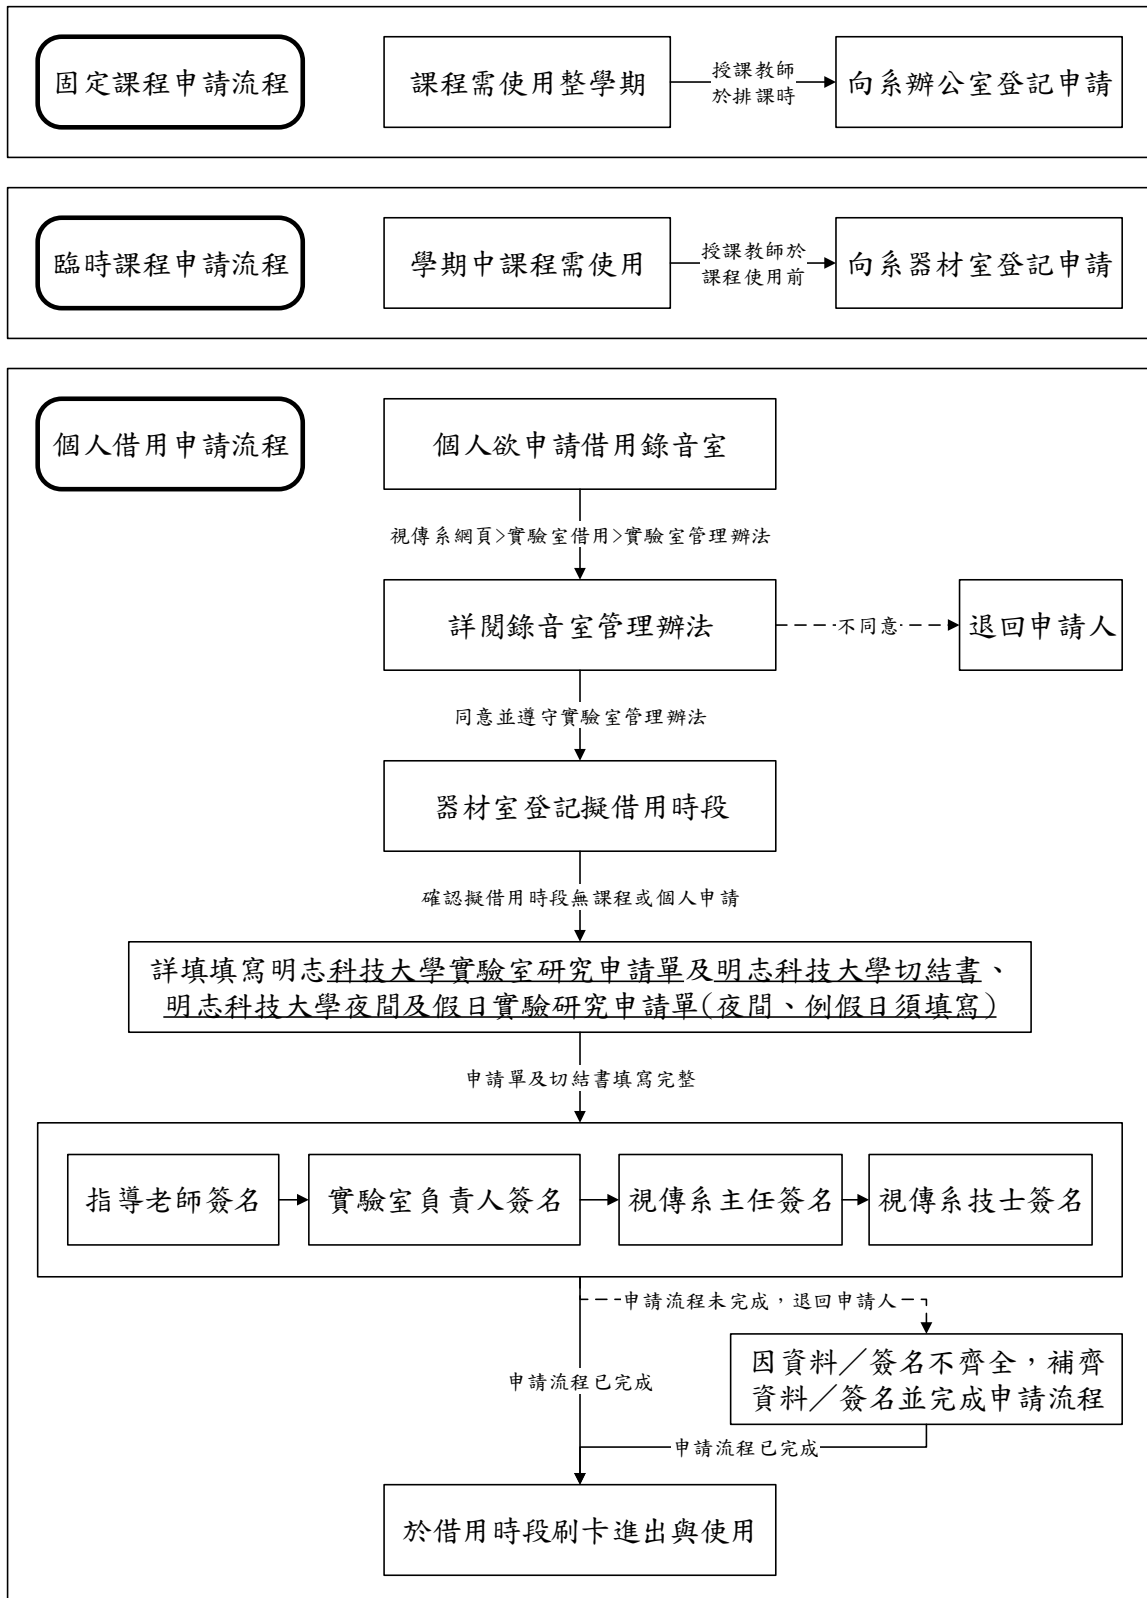 固定課程申請流程
課程需使用整學期
授課教師
於排課時
向系辦公室登記申請
臨時課程申請流程
學期中課程需使用
授課教師於
課程使用前
向系器材室登記申請
個人借用申請流程
個人欲申請借用錄音室
視傳系網頁>實驗室借用>實驗室管理辦法
詳閱錄音室管理辦法
不同意
退回申請人
同意並遵守實驗室管理辦法
器材室登記擬借用時段
確認擬借用時段無課程或個人申請
詳填填寫明志科技大學實驗室研究申請單及明志科技大學切結書、
明志科技大學夜間及假日實驗研究申請單(夜間、例假日須填寫)
申請單及切結書填寫完整
指導老師簽名
實驗室負責人簽名
視傳系主任簽名
視傳系技士簽名
申請流程未完成，退回申請人
因資料／簽名不齊全，補齊
資料／簽名並完成申請流程
申請流程已完成
申請流程已完成
於借用時段刷卡進出與使用